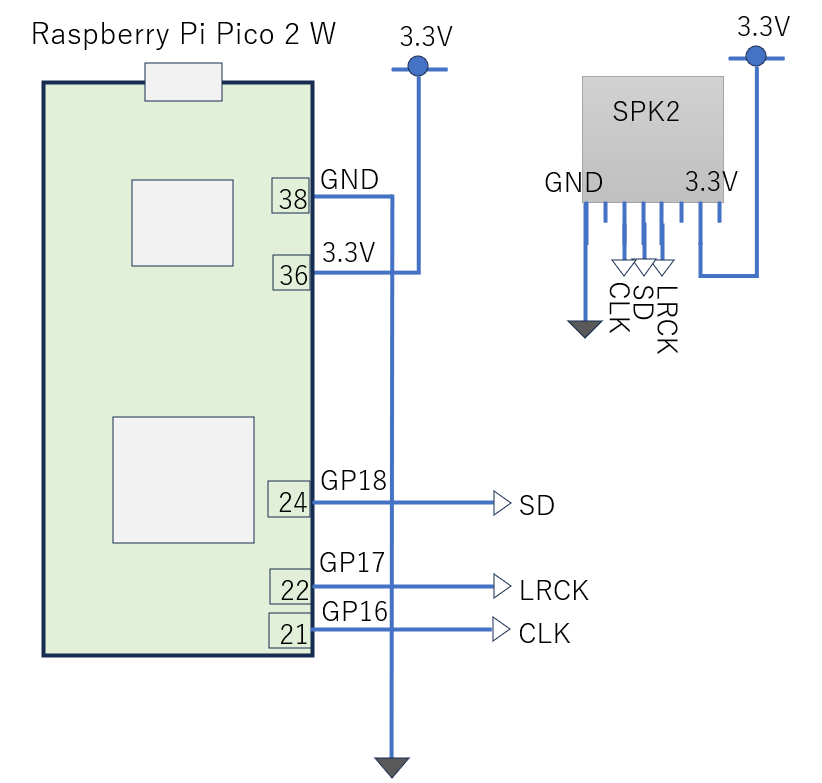 Raspberry Pi Pico 2 W
3.3V
3.3V
SPK2
GND
3.3V
38
GND
36
3.3V
CLK
SD
LRCK
24
GP18
SD
22
GP17
LRCK
21
GP16
CLK